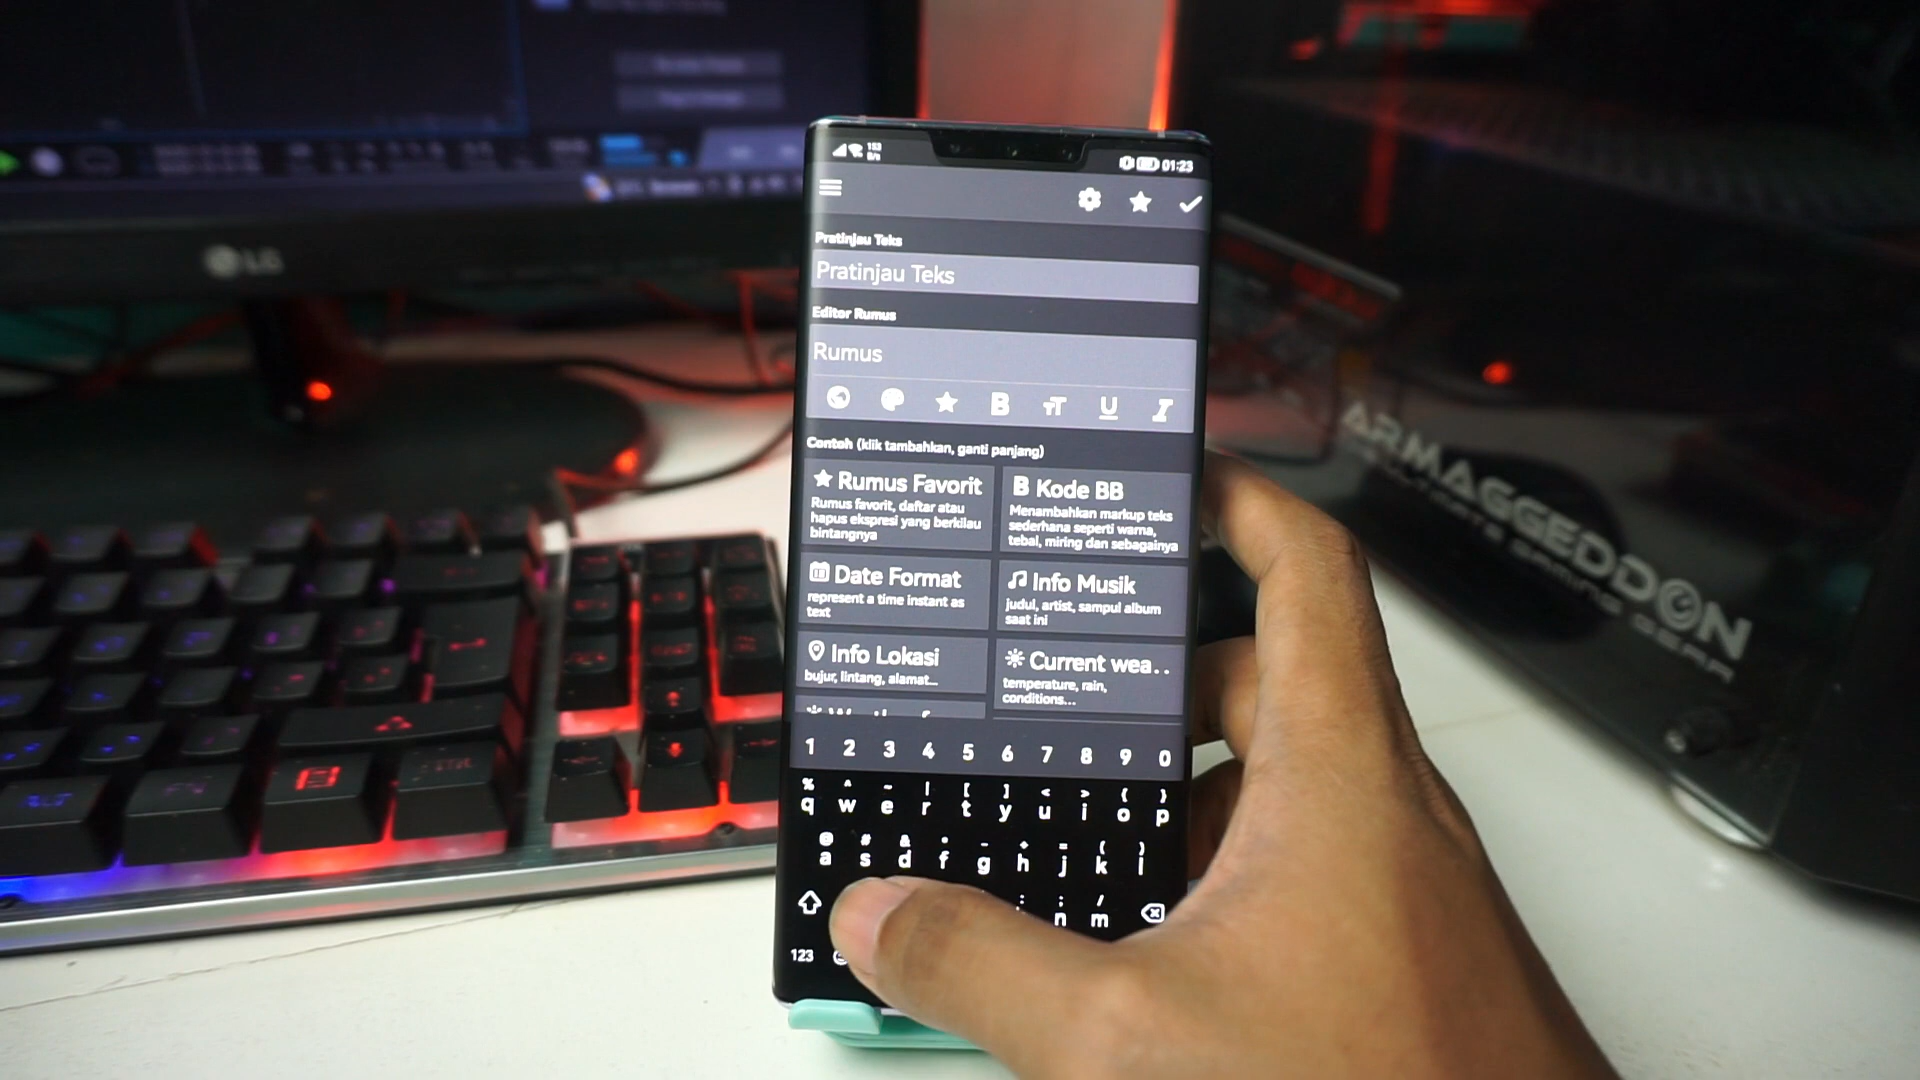 LG
153
B/s
01:23
Pratinjau Teks
Pratinjau Teks
Editor Rumus
Rumus
B TT U I
Contoh (klik tambahkan, ganti panjang)
Rumus Favorit
Rumus favorit, daftar atau
hapus ekspresi yang berkilau
bintangnya
B Kode BB
Menambahkan markup teks
sederhana seperti warna,
tebal, miring dan sebagainya
Date Format
represent a time instant as
text
Info Musik
judul, artist, sampul album
saat ini
Info Lokasi
bujur, lintang, alamat...
Current wea..
temperature, rain,
conditions...
1 2 3 4 5 6 7 8 9 0
% ^ ~ | [ ] < > { }
q w e r t y u i o p
@ # & * - + = ( )
a s d f g h j k l
: ; /
n m
123
ARMAGGEDDON